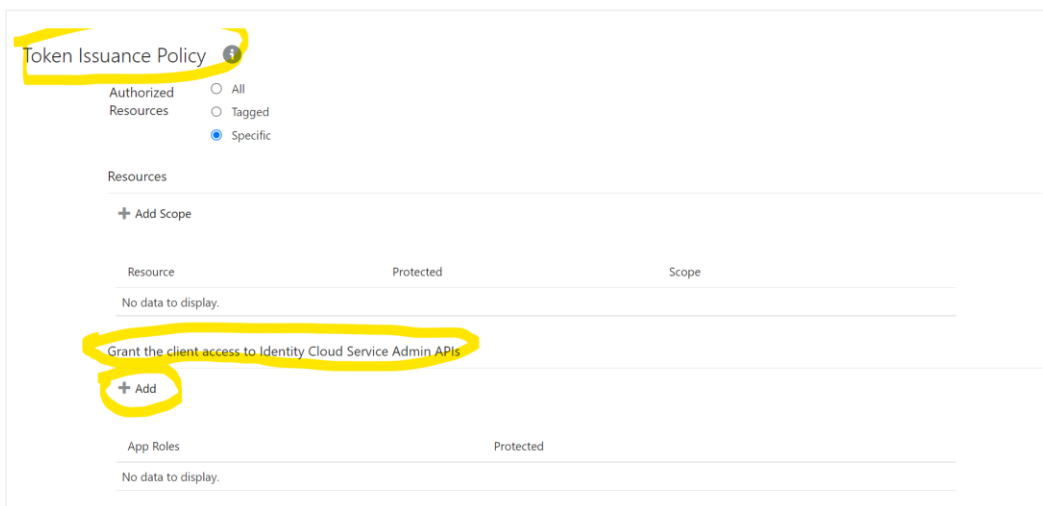 Token Issuance Policy
Authorized Resources
All
Tagged
Specific
Resources
Add Scope
Resource Protected Scope
No data to display.
Grant the client access to Identity Cloud Service Admin APIs
Add
App Roles Protected
No data to display.